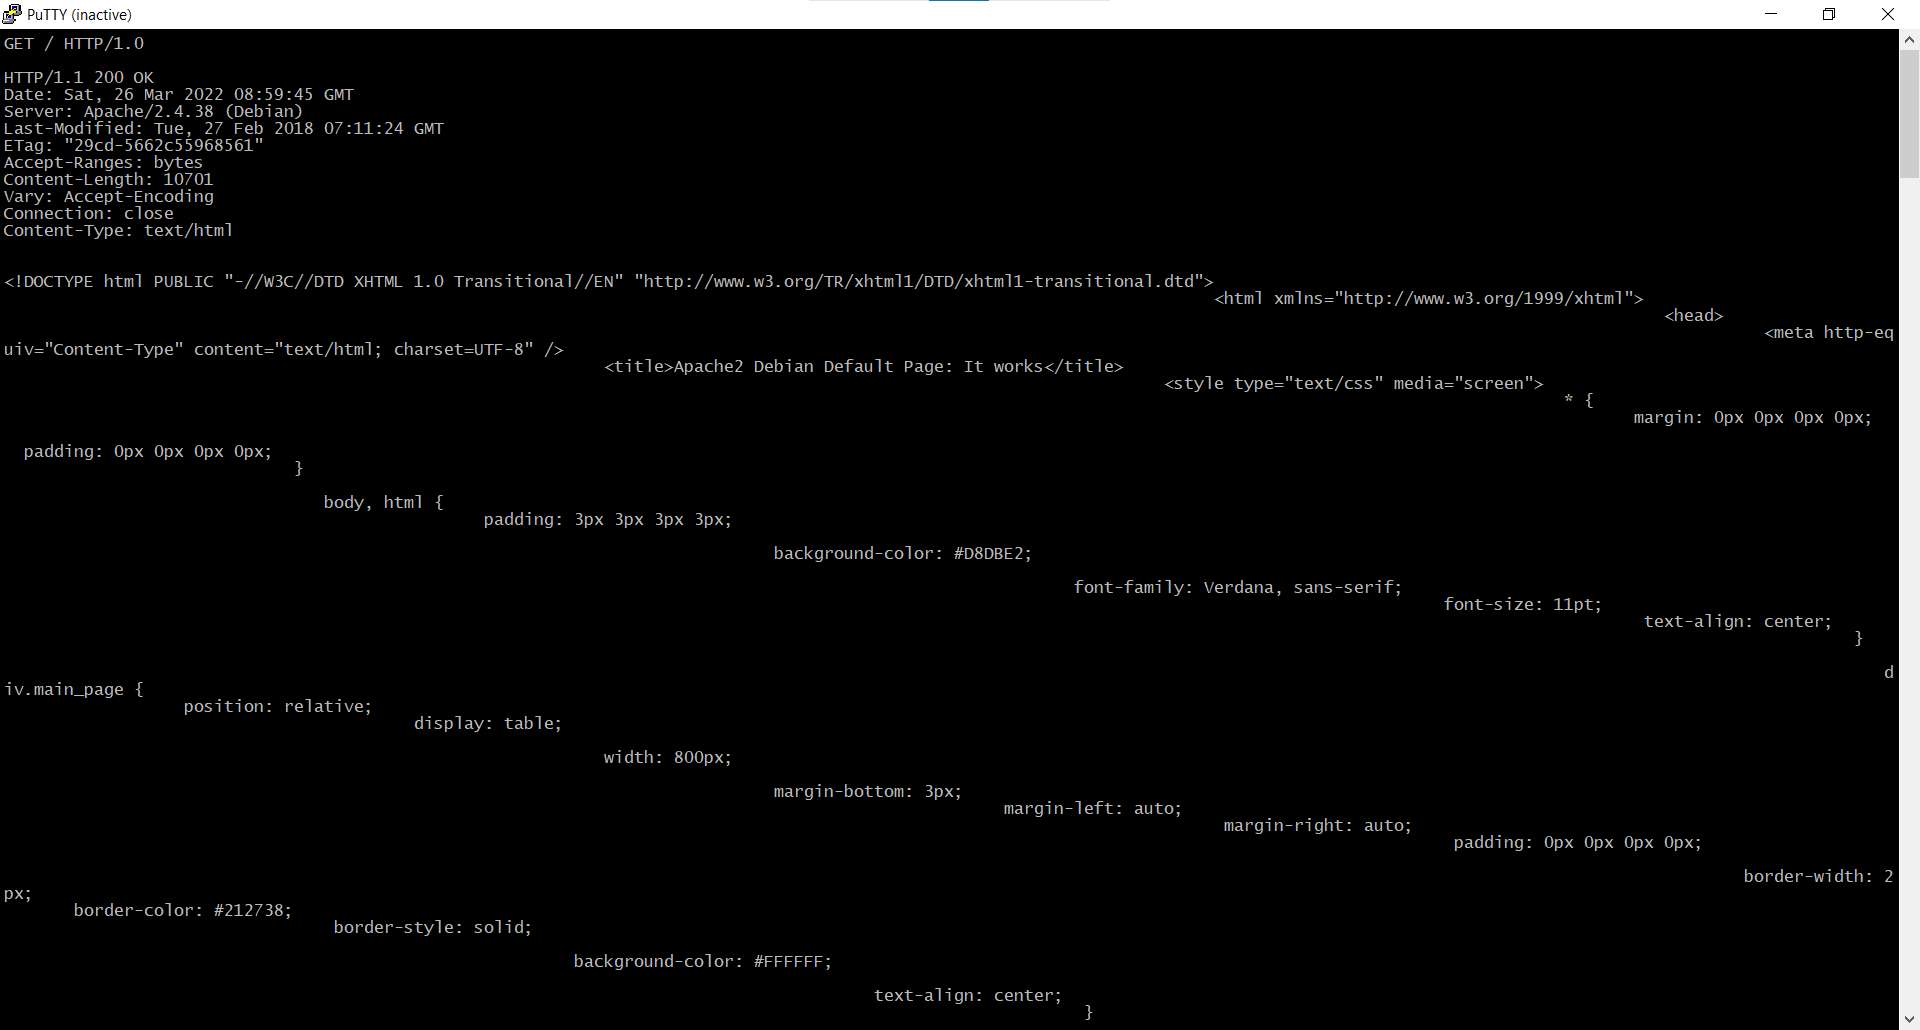 PuTTY (inactive)
GET / HTTP/1.0
HTTP/1.1 200 OK
Date: Sat, 26 Mar 2022 08:59:45 GMT
Server: Apache/2.4.38 (Debian)
Last-Modified: Tue, 27 Feb 2018 07:11:24 GMT
ETag: "29cd-5662c55968561"
Accept-Ranges: bytes
Content-Length: 10701
Vary: Accept-Encoding
Connection: close
Content-Type: text/html
<!DOCTYPE html PUBLIC "-//W3C//DTD XHTML 1.0 Transitional//EN" "http://www.w3.org/TR/xhtml1/DTD/xhtml1-transitional.dtd">
<html xmlns="http://www.w3.org/1999/xhtml">
<head>
<meta http-eq
uiv="Content-Type" content="text/html; charset=UTF-8" />
<title>Apache2 Debian Default Page: It works</title>
<style type="text/css" media="screen">
* {
margin: 0px 0px 0px 0px;
padding: 0px 0px 0px 0px;
}
body, html {
padding: 3px 3px 3px 3px;
background-color: #D8DBE2;
font-family: Verdana, sans-serif;
font-size: 11pt;
text-align: center;
}
d
iv.main_page {
position: relative;
display: table;
width: 800px;
margin-bottom: 3px;
margin-left: auto;
margin-right: auto;
padding: 0px 0px 0px 0px;
border-width: 2
px;
border-color: #212738;
border-style: solid;
background-color: #FFFFFF;
text-align: center;
}